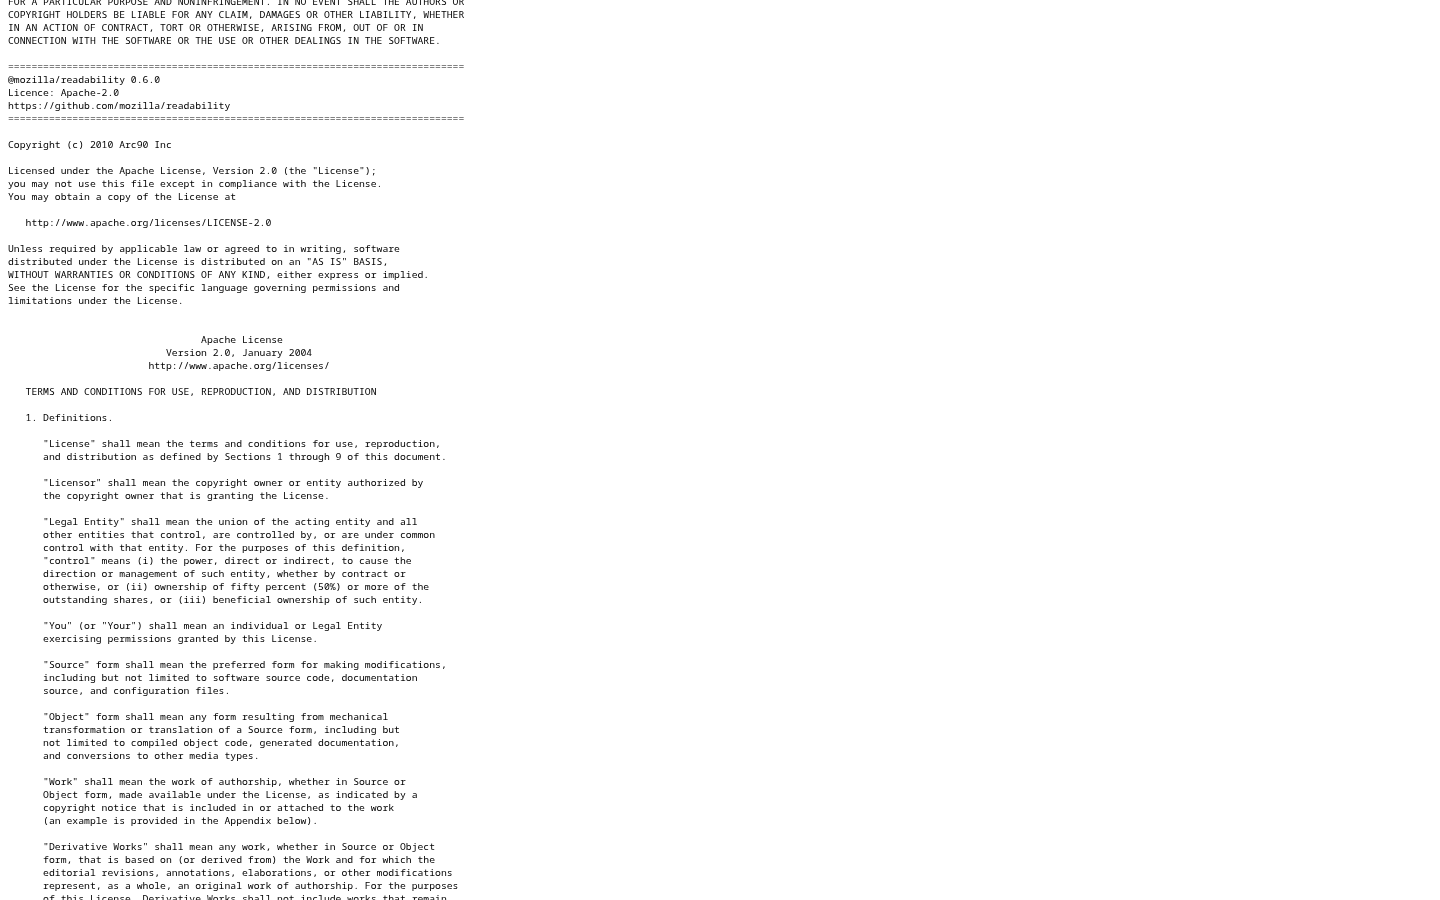 FOR A PARTICULAR PURPOSE AND NONINFRINGEMENT. IN NO EVENT SHALL THE AUTHORS OR
COPYRIGHT HOLDERS BE LIABLE FOR ANY CLAIM, DAMAGES OR OTHER LIABILITY, WHETHER
IN AN ACTION OF CONTRACT, TORT OR OTHERWISE, ARISING FROM, OUT OF OR IN
CONNECTION WITH THE SOFTWARE OR THE USE OR OTHER DEALINGS IN THE SOFTWARE.
==============================================================================
@mozilla/readability 0.6.0
Licence: Apache-2.0
https://github.com/mozilla/readability
==============================================================================
Copyright (c) 2010 Arc90 Inc
Licensed under the Apache License, Version 2.0 (the "License");
you may not use this file except in compliance with the License.
You may obtain a copy of the License at
http://www.apache.org/licenses/LICENSE-2.0
Unless required by applicable law or agreed to in writing, software
distributed under the License is distributed on an "AS IS" BASIS,
WITHOUT WARRANTIES OR CONDITIONS OF ANY KIND, either express or implied.
See the License for the specific language governing permissions and
limitations under the License.
Apache License
Version 2.0, January 2004
http://www.apache.org/licenses/
TERMS AND CONDITIONS FOR USE, REPRODUCTION, AND DISTRIBUTION
1. Definitions.
"License" shall mean the terms and conditions for use, reproduction,
and distribution as defined by Sections 1 through 9 of this document.
"Licensor" shall mean the copyright owner or entity authorized by
the copyright owner that is granting the License.
"Legal Entity" shall mean the union of the acting entity and all
other entities that control, are controlled by, or are under common
control with that entity. For the purposes of this definition,
"control" means (i) the power, direct or indirect, to cause the
direction or management of such entity, whether by contract or
otherwise, or (ii) ownership of fifty percent (50%) or more of the
outstanding shares, or (iii) beneficial ownership of such entity.
"You" (or "Your") shall mean an individual or Legal Entity
exercising permissions granted by this License.
"Source" form shall mean the preferred form for making modifications,
including but not limited to software source code, documentation
source, and configuration files.
"Object" form shall mean any form resulting from mechanical
transformation or translation of a Source form, including but
not limited to compiled object code, generated documentation,
and conversions to other media types.
"Work" shall mean the work of authorship, whether in Source or
Object form, made available under the License, as indicated by a
copyright notice that is included in or attached to the work
(an example is provided in the Appendix below).
"Derivative Works" shall mean any work, whether in Source or Object
form, that is based on (or derived from) the Work and for which the
editorial revisions, annotations, elaborations, or other modifications
represent, as a whole, an original work of authorship. For the purposes
of this License, Derivative Works shall not include works that remain